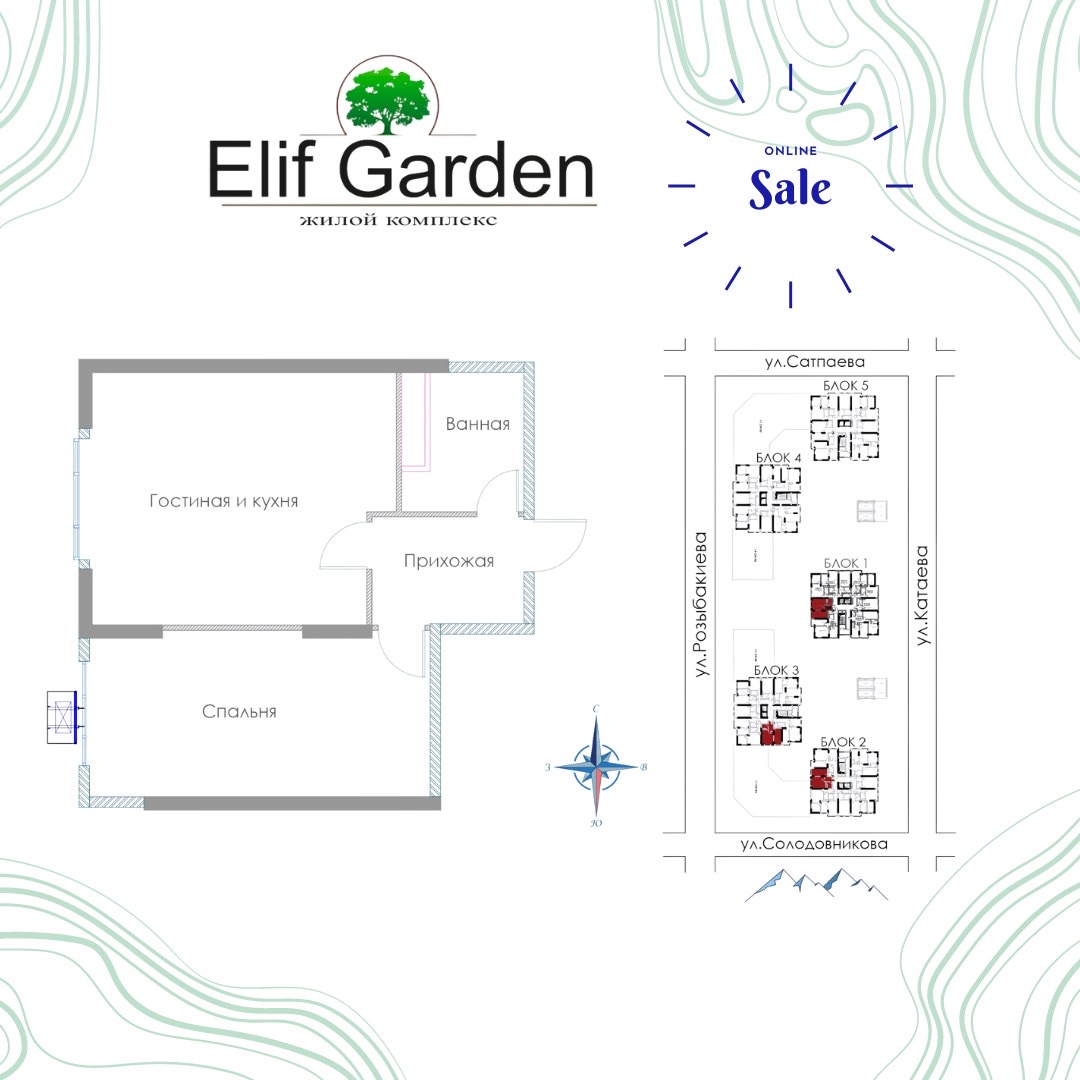 Elif Garden
жилой комплекс
ONLINE
Sale
Ванная
Гостиная и кухня
Прихожая
Спальня
С
З
В
Ю
ул.Сатпаева
БЛОК 5
БЛОК 4
ул.Розыбакиева
БЛОК 1
ул.Катаева
БЛОК 3
БЛОК 2
ул.Солодовникова